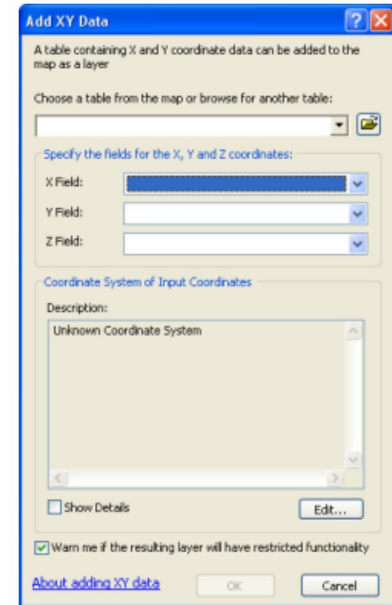 Add XY Data
A table containing X and Y coordinate data can be added to the
map as a layer
Choose a table from the map or browse for another table:
Specify the fields for the X, Y and Z coordinates:
X Field:
Y Field:
Z Field:
Coordinate System of Input Coordinates
Description:
Unknown Coordinate System
Show Details
Edit...
Warn me if the resulting layer will have restricted functionality
About adding XY data
OK
Cancel